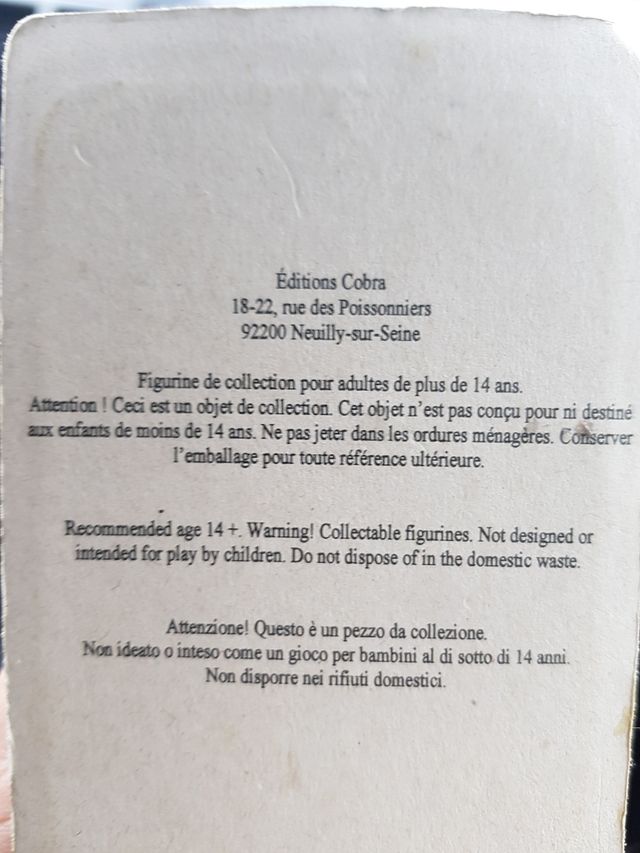 Éditions Cobra
18-22, rue des Poissonniers
92200 Neuilly-sur-Seine
Figurine de collection pour adultes de plus de 14 ans.
Attention ! Ceci est un objet de collection. Cet objet n'est pas conçu pour ni destiné
aux enfants de moins de 14 ans. Ne pas jeter dans les ordures ménagères. Conserver
l'emballage pour toute référence ultérieure.
Recommended age 14 +. Warning! Collectable figurines. Not designed or
intended for play by children. Do not dispose of in the domestic waste.
Attenzione! Questo è un pezzo da collezione.
Non ideato o inteso come un gioco per bambini al di sotto di 14 anni.
Non disporre nei rifiuti domestici.